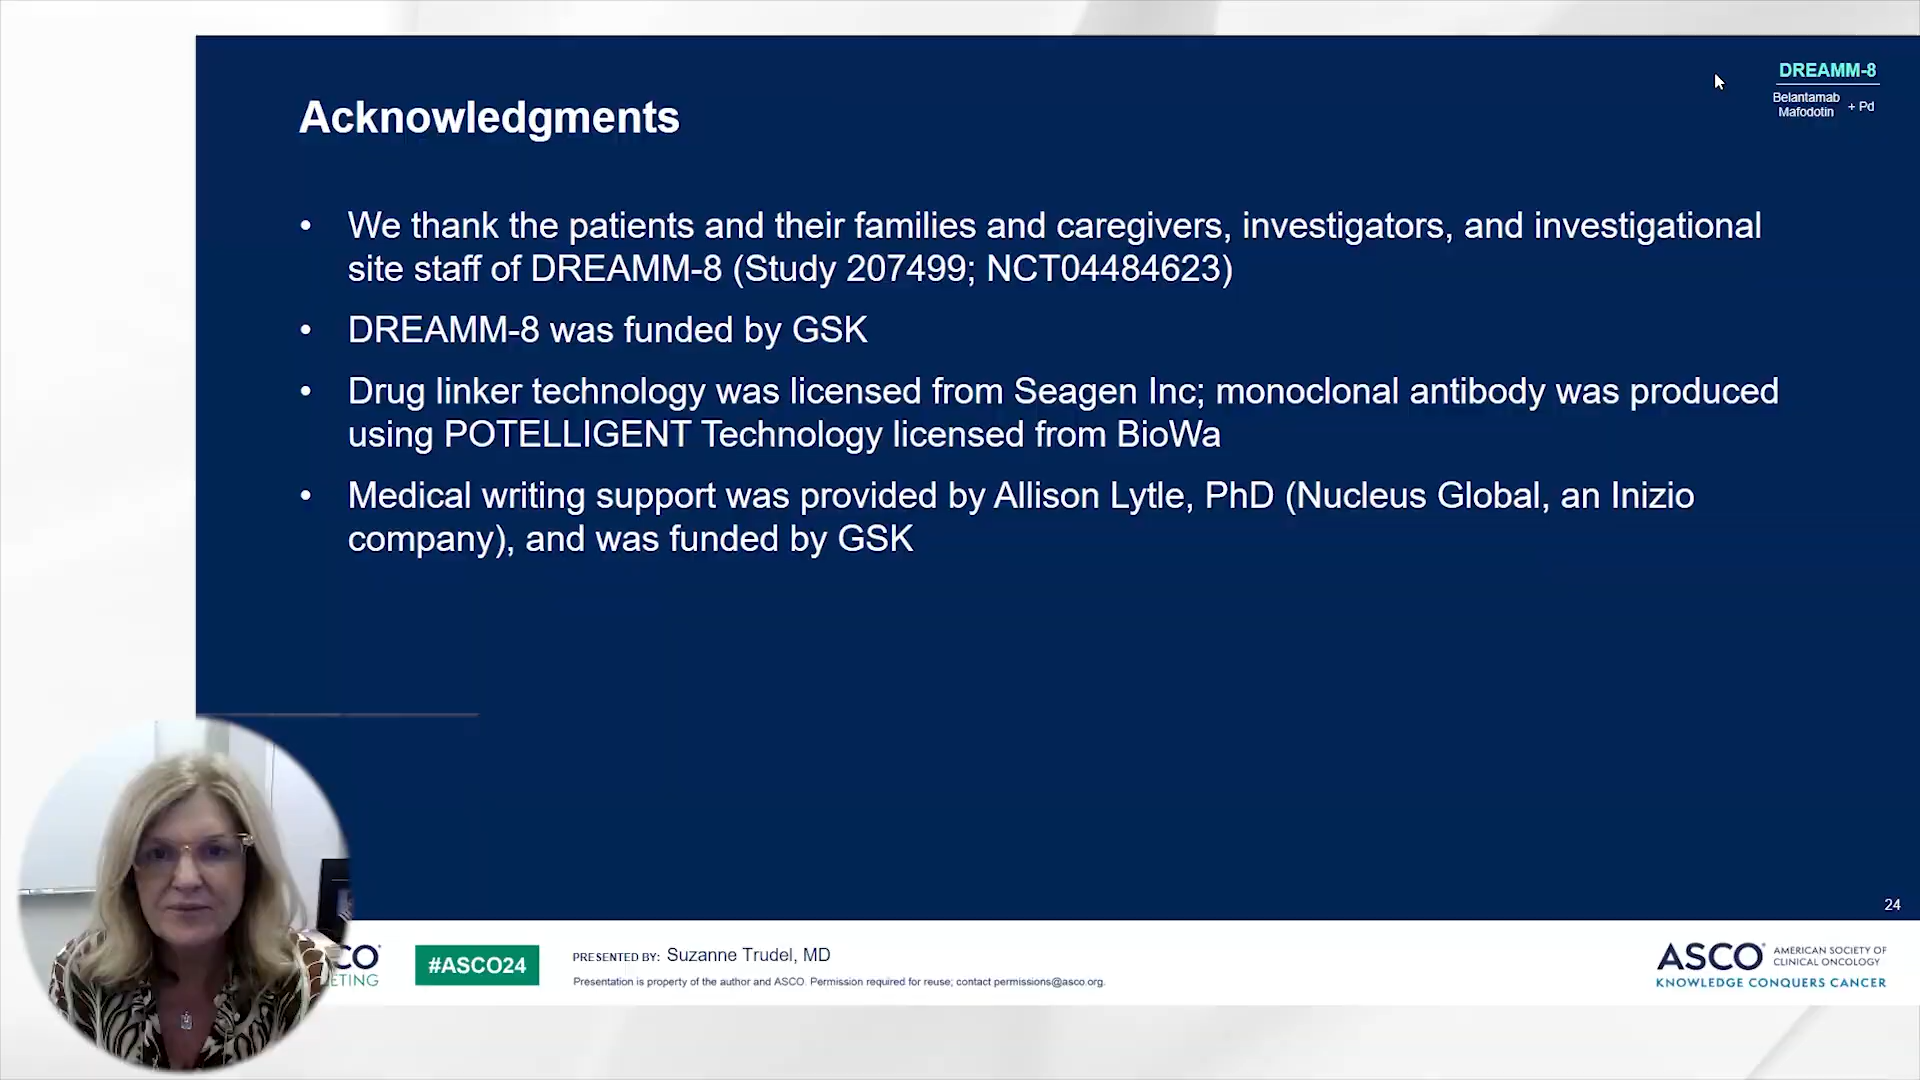 DREAMM-8
Belantamab
Mafodotin + Pd
Acknowledgments
• We thank the patients and their families and caregivers, investigators, and investigational
site staff of DREAMM-8 (Study 207499; NCT04484623)
• DREAMM-8 was funded by GSK
• Drug linker technology was licensed from Seagen Inc; monoclonal antibody was produced
using POTELLIGENT Technology licensed from BioWa
• Medical writing support was provided by Allison Lytle, PhD (Nucleus Global, an Inizio
company), and was funded by GSK
24
CO®
ETING
#ASCO24
PRESENTED BY: Suzanne Trudel, MD
Presentation is property of the author and ASCO. Permission required for reuse; contact permissions@asco.org.
ASCO® AMERICAN SOCIETY OF
CLINICAL ONCOLOGY
KNOWLEDGE CONQUERS CANCER